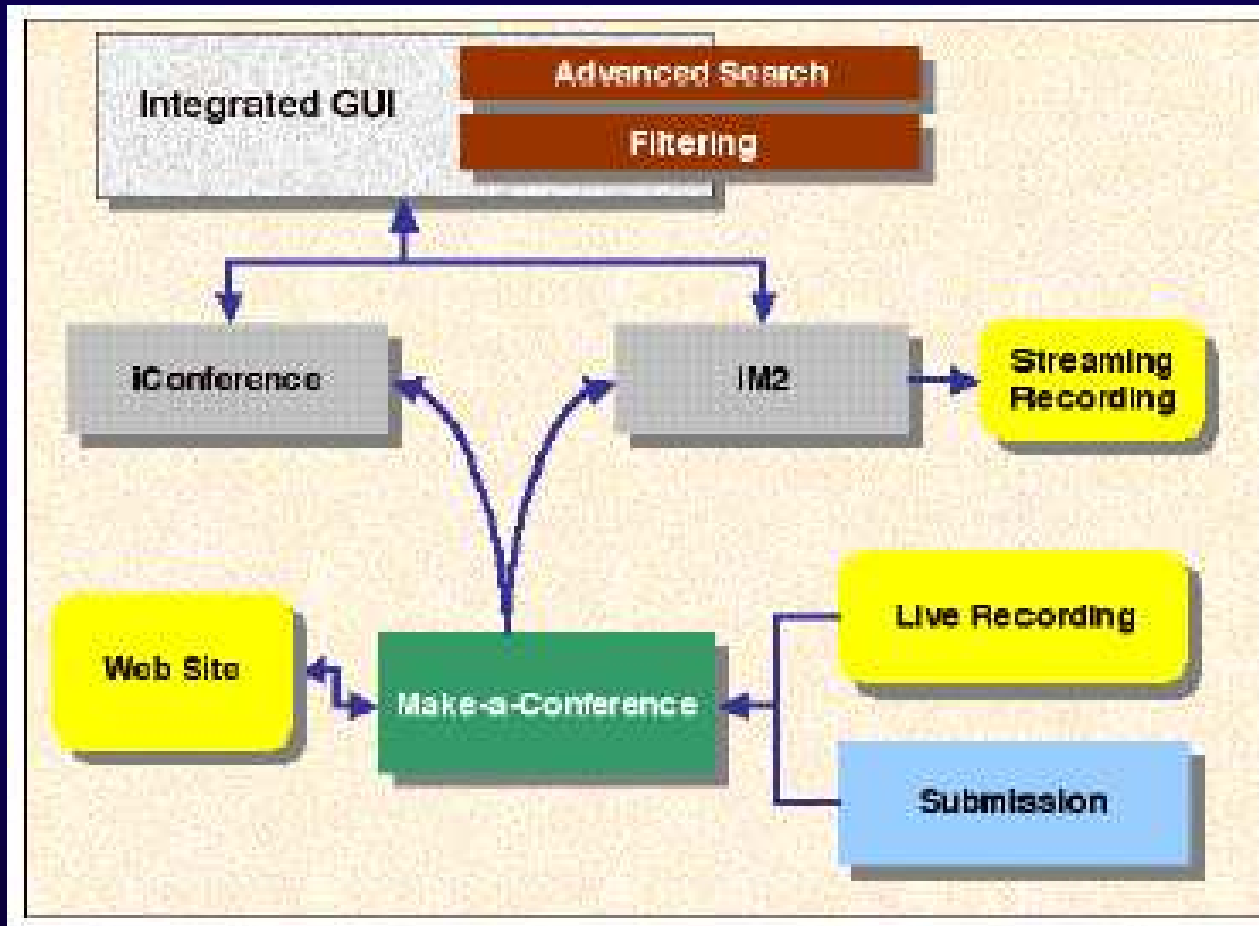 Integrated GUI
Advanced Search
Filtering
iConference
IM2
Streaming
Recording
Web Site
Make-a-Conference
Live Recording
Submission